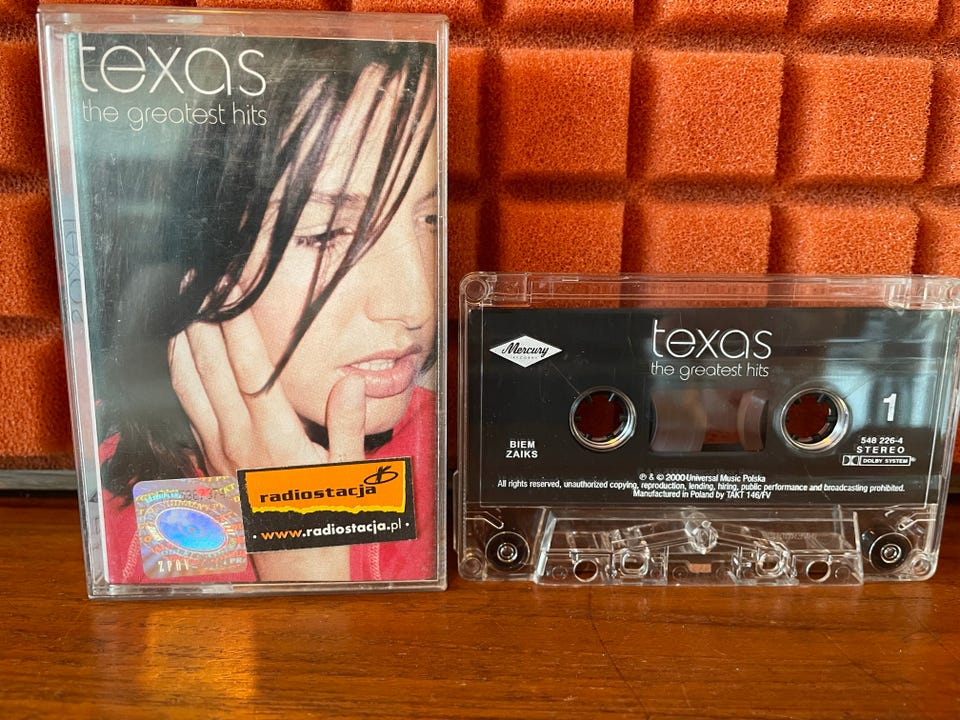 texas
the greatest hits
radiostacja
• www.radiostacja.pl •
Mercury
RECORDS
texas
the greatest hits
1
BIEM
ZAIKS
548 226-4
STEREO
DOLBY SYSTEM
℗ & © 2000 Universal Music Polska
All rights reserved, unauthorized copying, reproduction, lending, hiring, public performance and broadcasting prohibited.
Manufactured in Poland by TAKT 146/FV